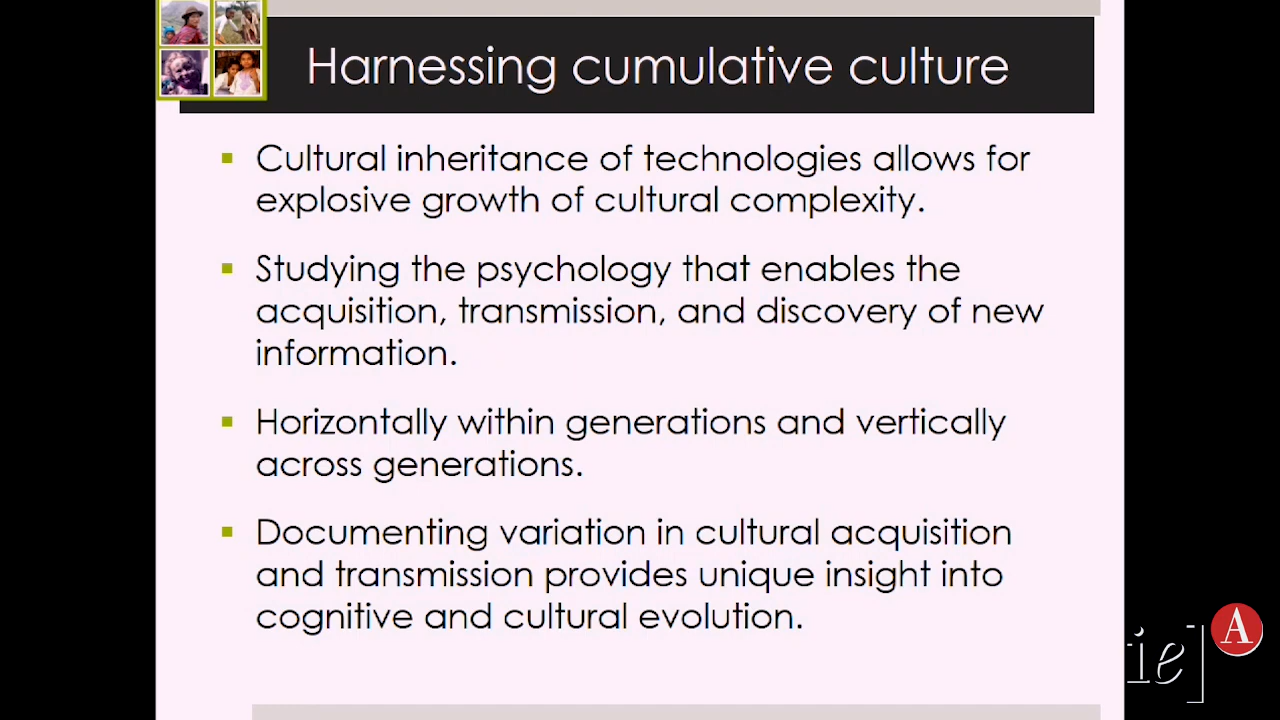 Harnessing cumulative culture
Cultural inheritance of technologies allows for
explosive growth of cultural complexity.
Studying the psychology that enables the
acquisition, transmission, and discovery of new
information.
Horizontally within generations and vertically
across generations.
Documenting variation in cultural acquisition
and transmission provides unique insight into
cognitive and cultural evolution.
A
ie]